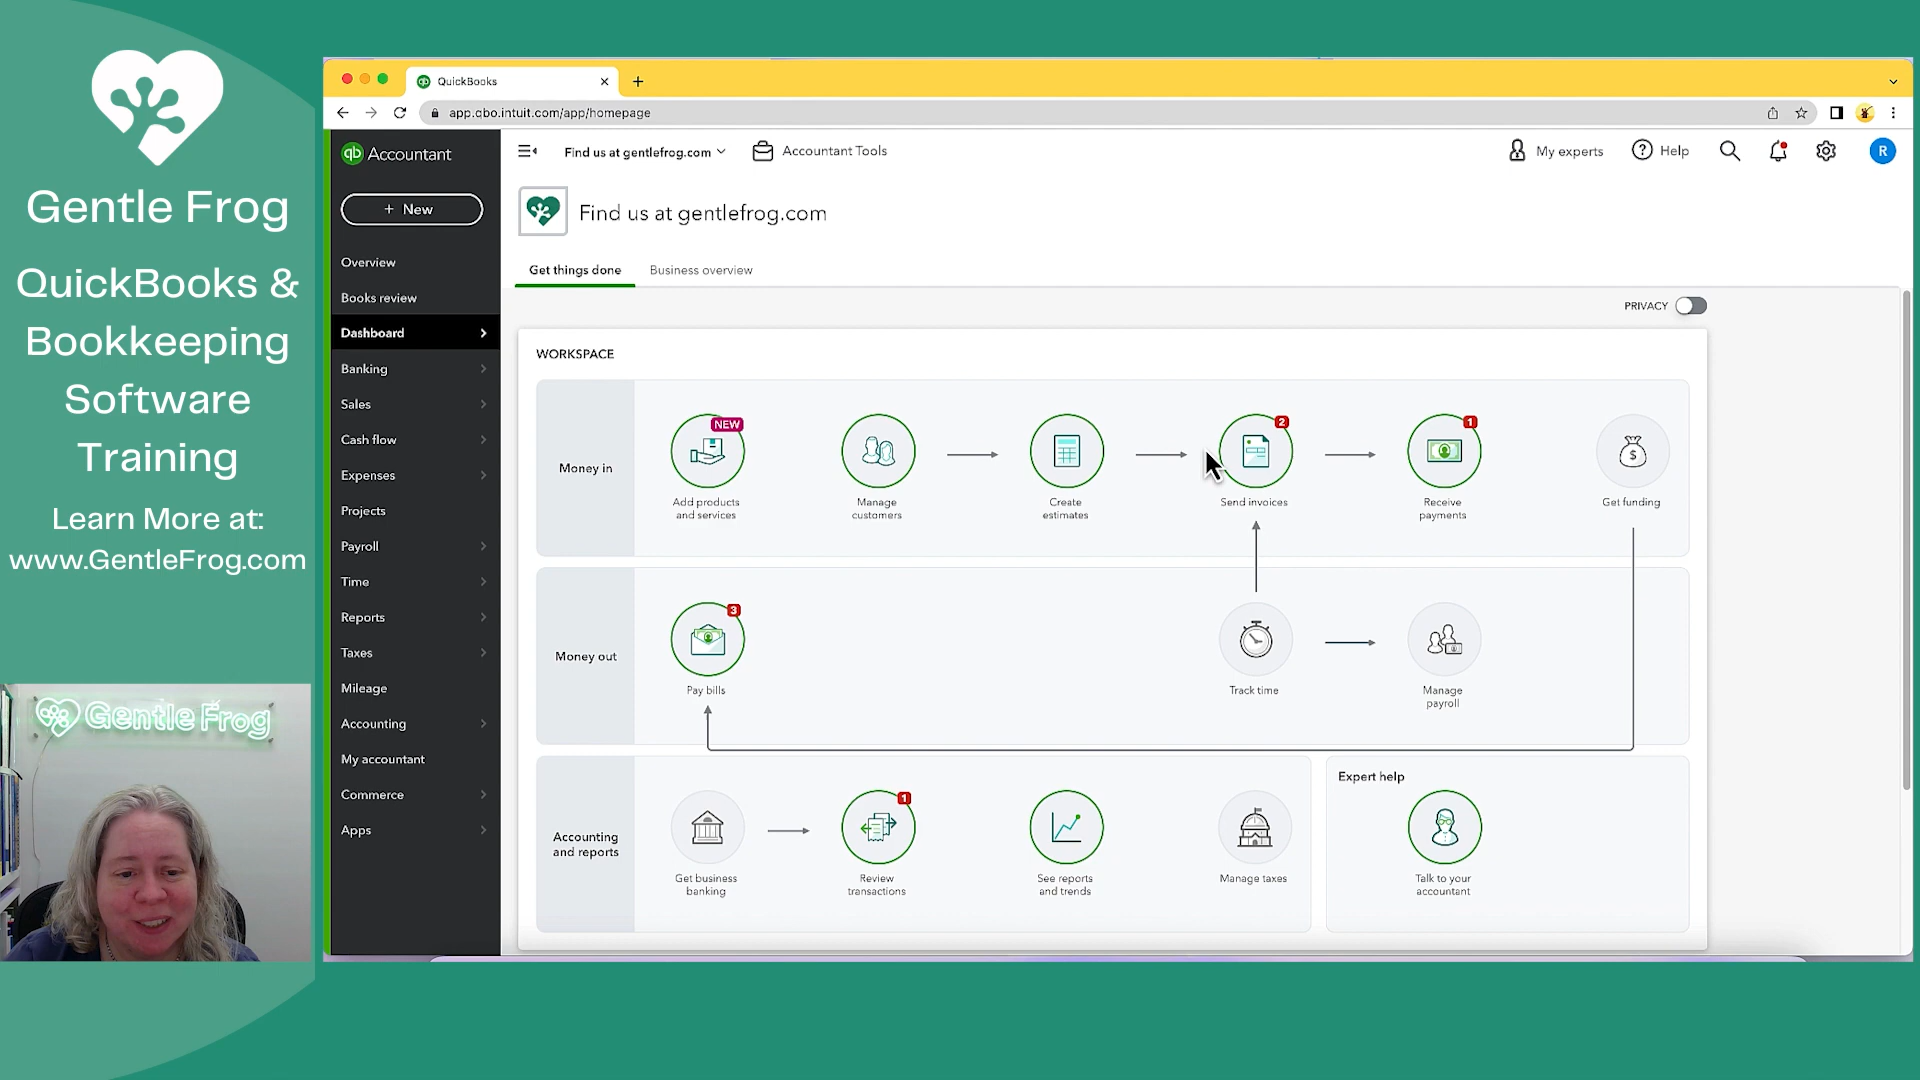 Gentle Frog
QuickBooks &
Bookkeeping
Software
Training
Learn More at:
www.GentleFrog.com
Gentle Frog
QuickBooks
app.qbo.intuit.com/app/homepage
qb Accountant
+ New
Overview
Books review
Dashboard
Banking
Sales
Cash flow
Expenses
Projects
Payroll
Time
Reports
Taxes
Mileage
Accounting
My accountant
Commerce
Apps
Find us at gentlefrog.com
Accountant Tools
My experts
Help
R
Find us at gentlefrog.com
Get things done
Business overview
PRIVACY
WORKSPACE
Money in
NEW
Add products
and services
Manage
customers
Create
estimates
2
Send invoices
1
Receive
payments
Get funding
Money out
3
Pay bills
Track time
Manage
payroll
Accounting
and reports
Get business
banking
1
Review
transactions
See reports
and trends
Manage taxes
Expert help
Talk to your
accountant